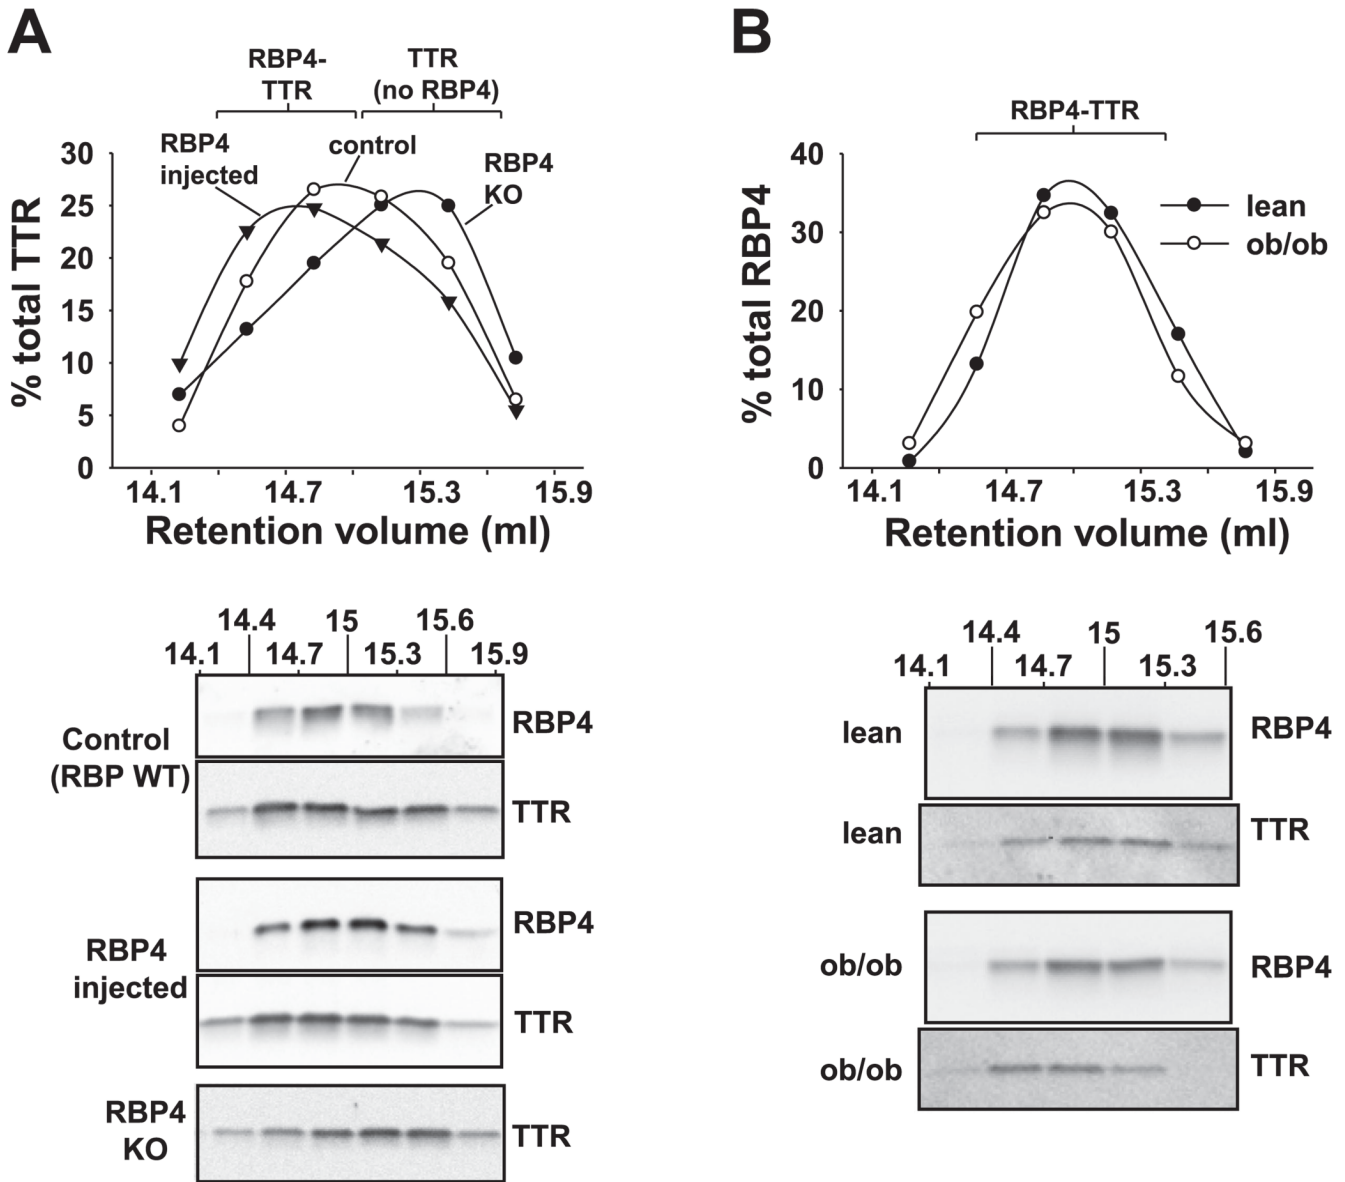 A
RBP4-
TTR
TTR
(no RBP4)
RBP4
injected
control
RBP4
KO
30
25
20
15
10
5
0
% total TTR
14.1 14.7 15.3 15.9
Retention volume (ml)
14.4 15 15.6
14.1 14.7 15.3 15.9
Control
(RBP WT)
RBP4
TTR
RBP4
injected
RBP4
TTR
RBP4
KO
TTR
B
RBP4-TTR
40
30
20
10
0
% total RBP4
lean
ob/ob
14.1 14.7 15.3 15.9
Retention volume (ml)
14.4 15 15.6
14.1 14.7 15.3
lean RBP4
lean TTR
ob/ob RBP4
ob/ob TTR